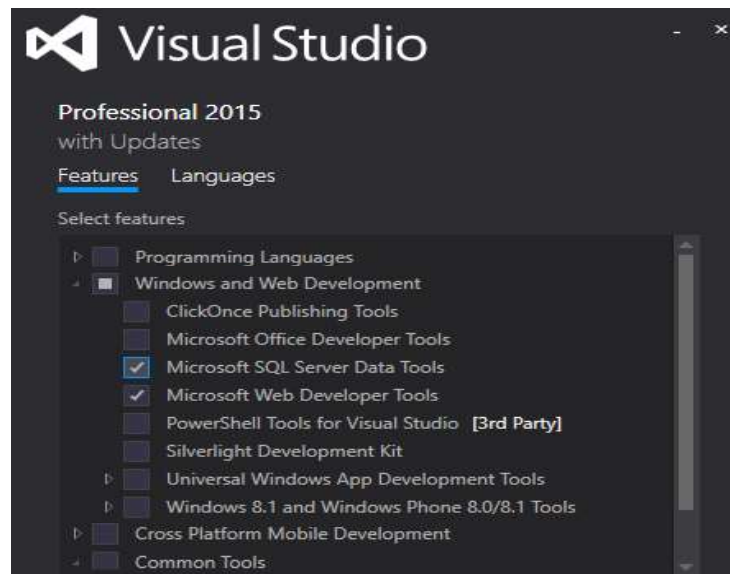 Visual Studio
Professional 2015
with Updates
Features Languages
Select features
Programming Languages
Windows and Web Development
ClickOnce Publishing Tools
Microsoft Office Developer Tools
Microsoft SQL Server Data Tools
Microsoft Web Developer Tools
PowerShell Tools for Visual Studio [3rd Party]
Silverlight Development Kit
Universal Windows App Development Tools
Windows 8.1 and Windows Phone 8.0/8.1 Tools
Cross Platform Mobile Development
Common Tools